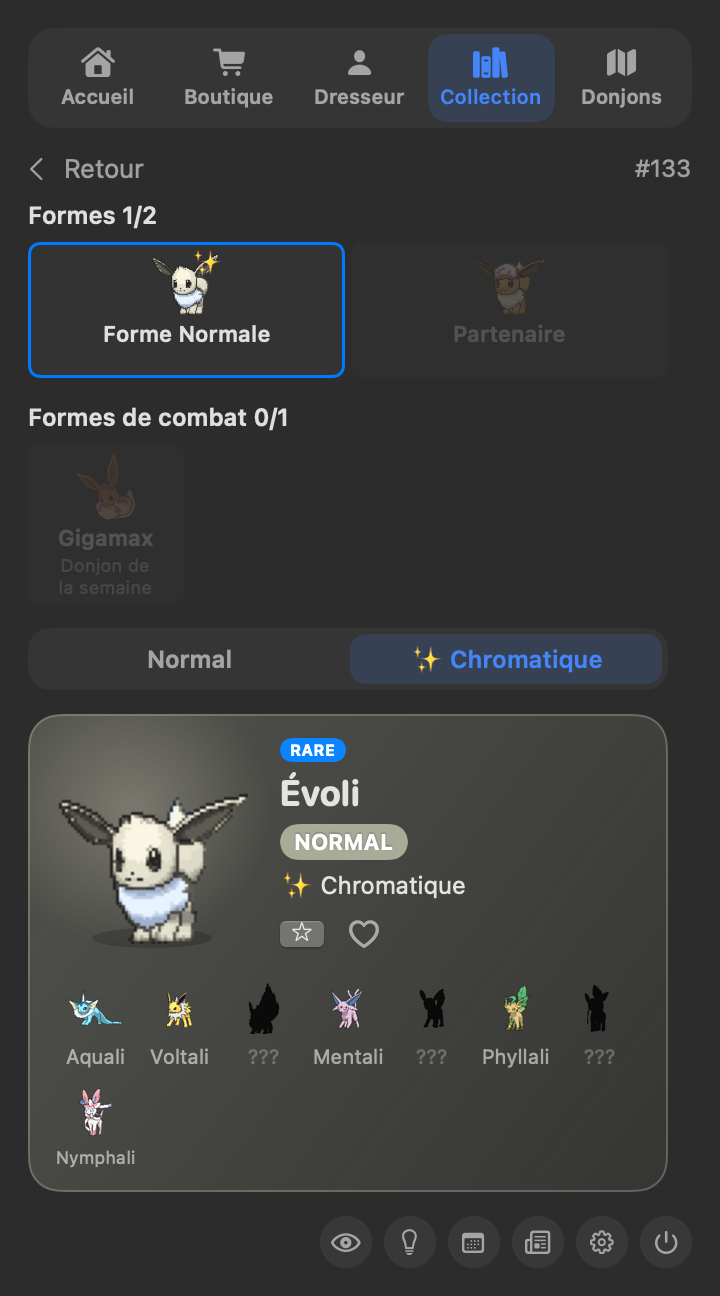 Accueil
Boutique
Dresseur
Collection
Donjons
Retour
#133
Formes 1/2
Forme Normale
Partenaire
Formes de combat 0/1
Gigamax
Donjon de
la semaine
Normal
✨ Chromatique
RARE
Évoli
NORMAL
✨ Chromatique
Aquali
Voltali
???
Mentali
???
Phyllali
???
Nymphali